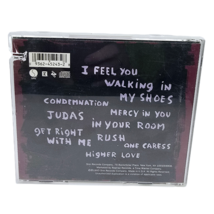 I FEEL YOU
WALKING IN
MY SHOES
CONDEMNATION
MERCY IN YOU
JUDAS
IN YOUR ROOM
GET RIGHT
WITH ME
RUSH
ONE CARESS
HIGHER LOVE